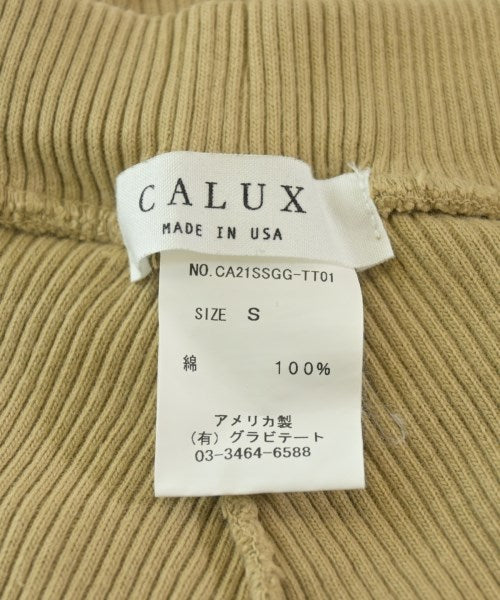 CALUX
MADE IN USA
NO.CA21SSGG-TT01
SIZE S
綿 100%
アメリカ製
(有) グラビテート
03-3464-6588